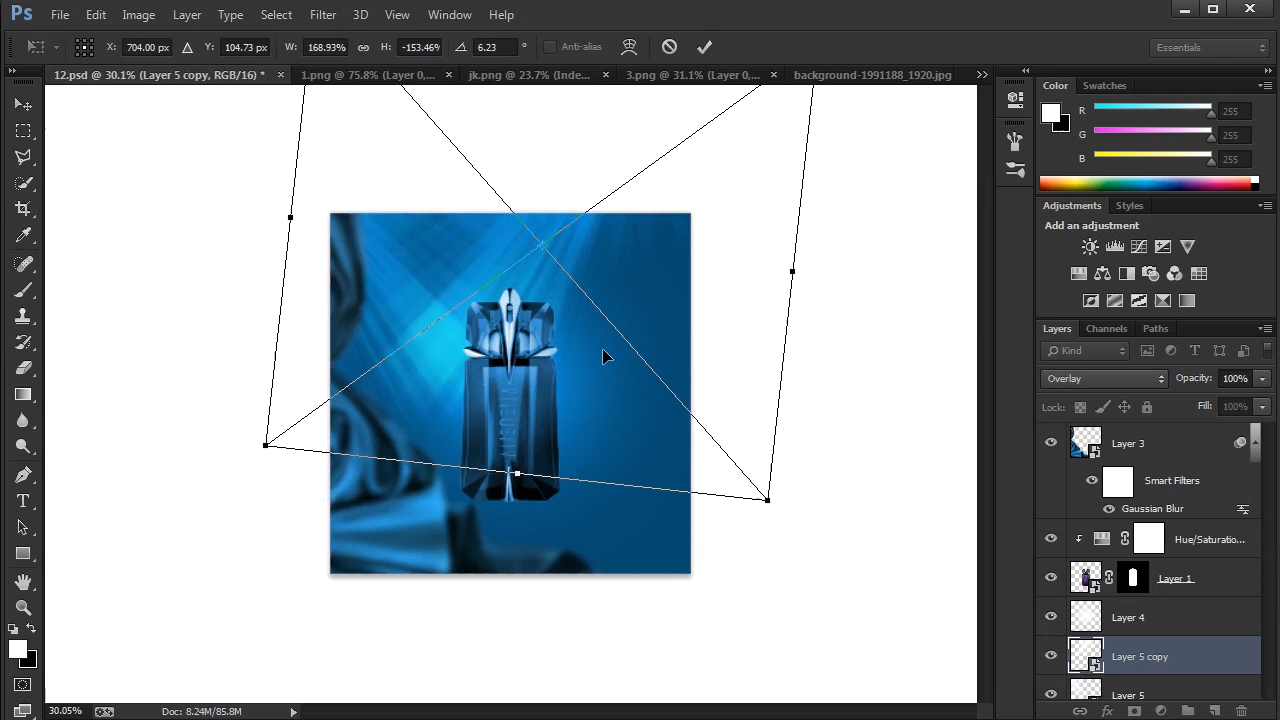 Ps File Edit Image Layer Type Select Filter 3D View Window Help
X: 704.00 px Y: 104.73 px W: 168.93% H: -153.46% 6.23 ° Anti-alias Essentials
12.psd @ 30.1% (Layer 5 copy, RGB/16) * × 1.png @ 75.8% (Layer 0,... × jk.png @ 23.7% (Inde... × 3.png @ 31.1% (Layer 0,... × background-1991188_1920.jpg
Color Swatches
R 255
G 255
B 255
Adjustments Styles
Add an adjustment
Layers Channels Paths
Kind
Overlay Opacity: 100%
Lock: Fill: 100%
Layer 3
Smart Filters
Gaussian Blur
Hue/Saturatio...
Layer 1
Layer 4
Layer 5 copy
Layer 5
30.05% Doc: 8.24M/85.8M